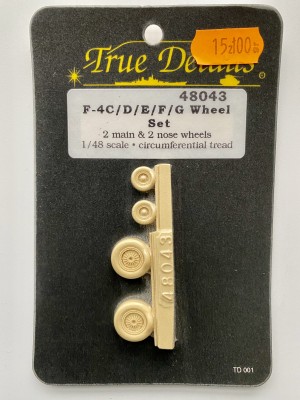 15zł00gr
True Details®
48043
F-4C/D/E/F/G Wheel
Set
2 main & 2 nose wheels
1/48 scale • circumferential tread
48043
TD 001